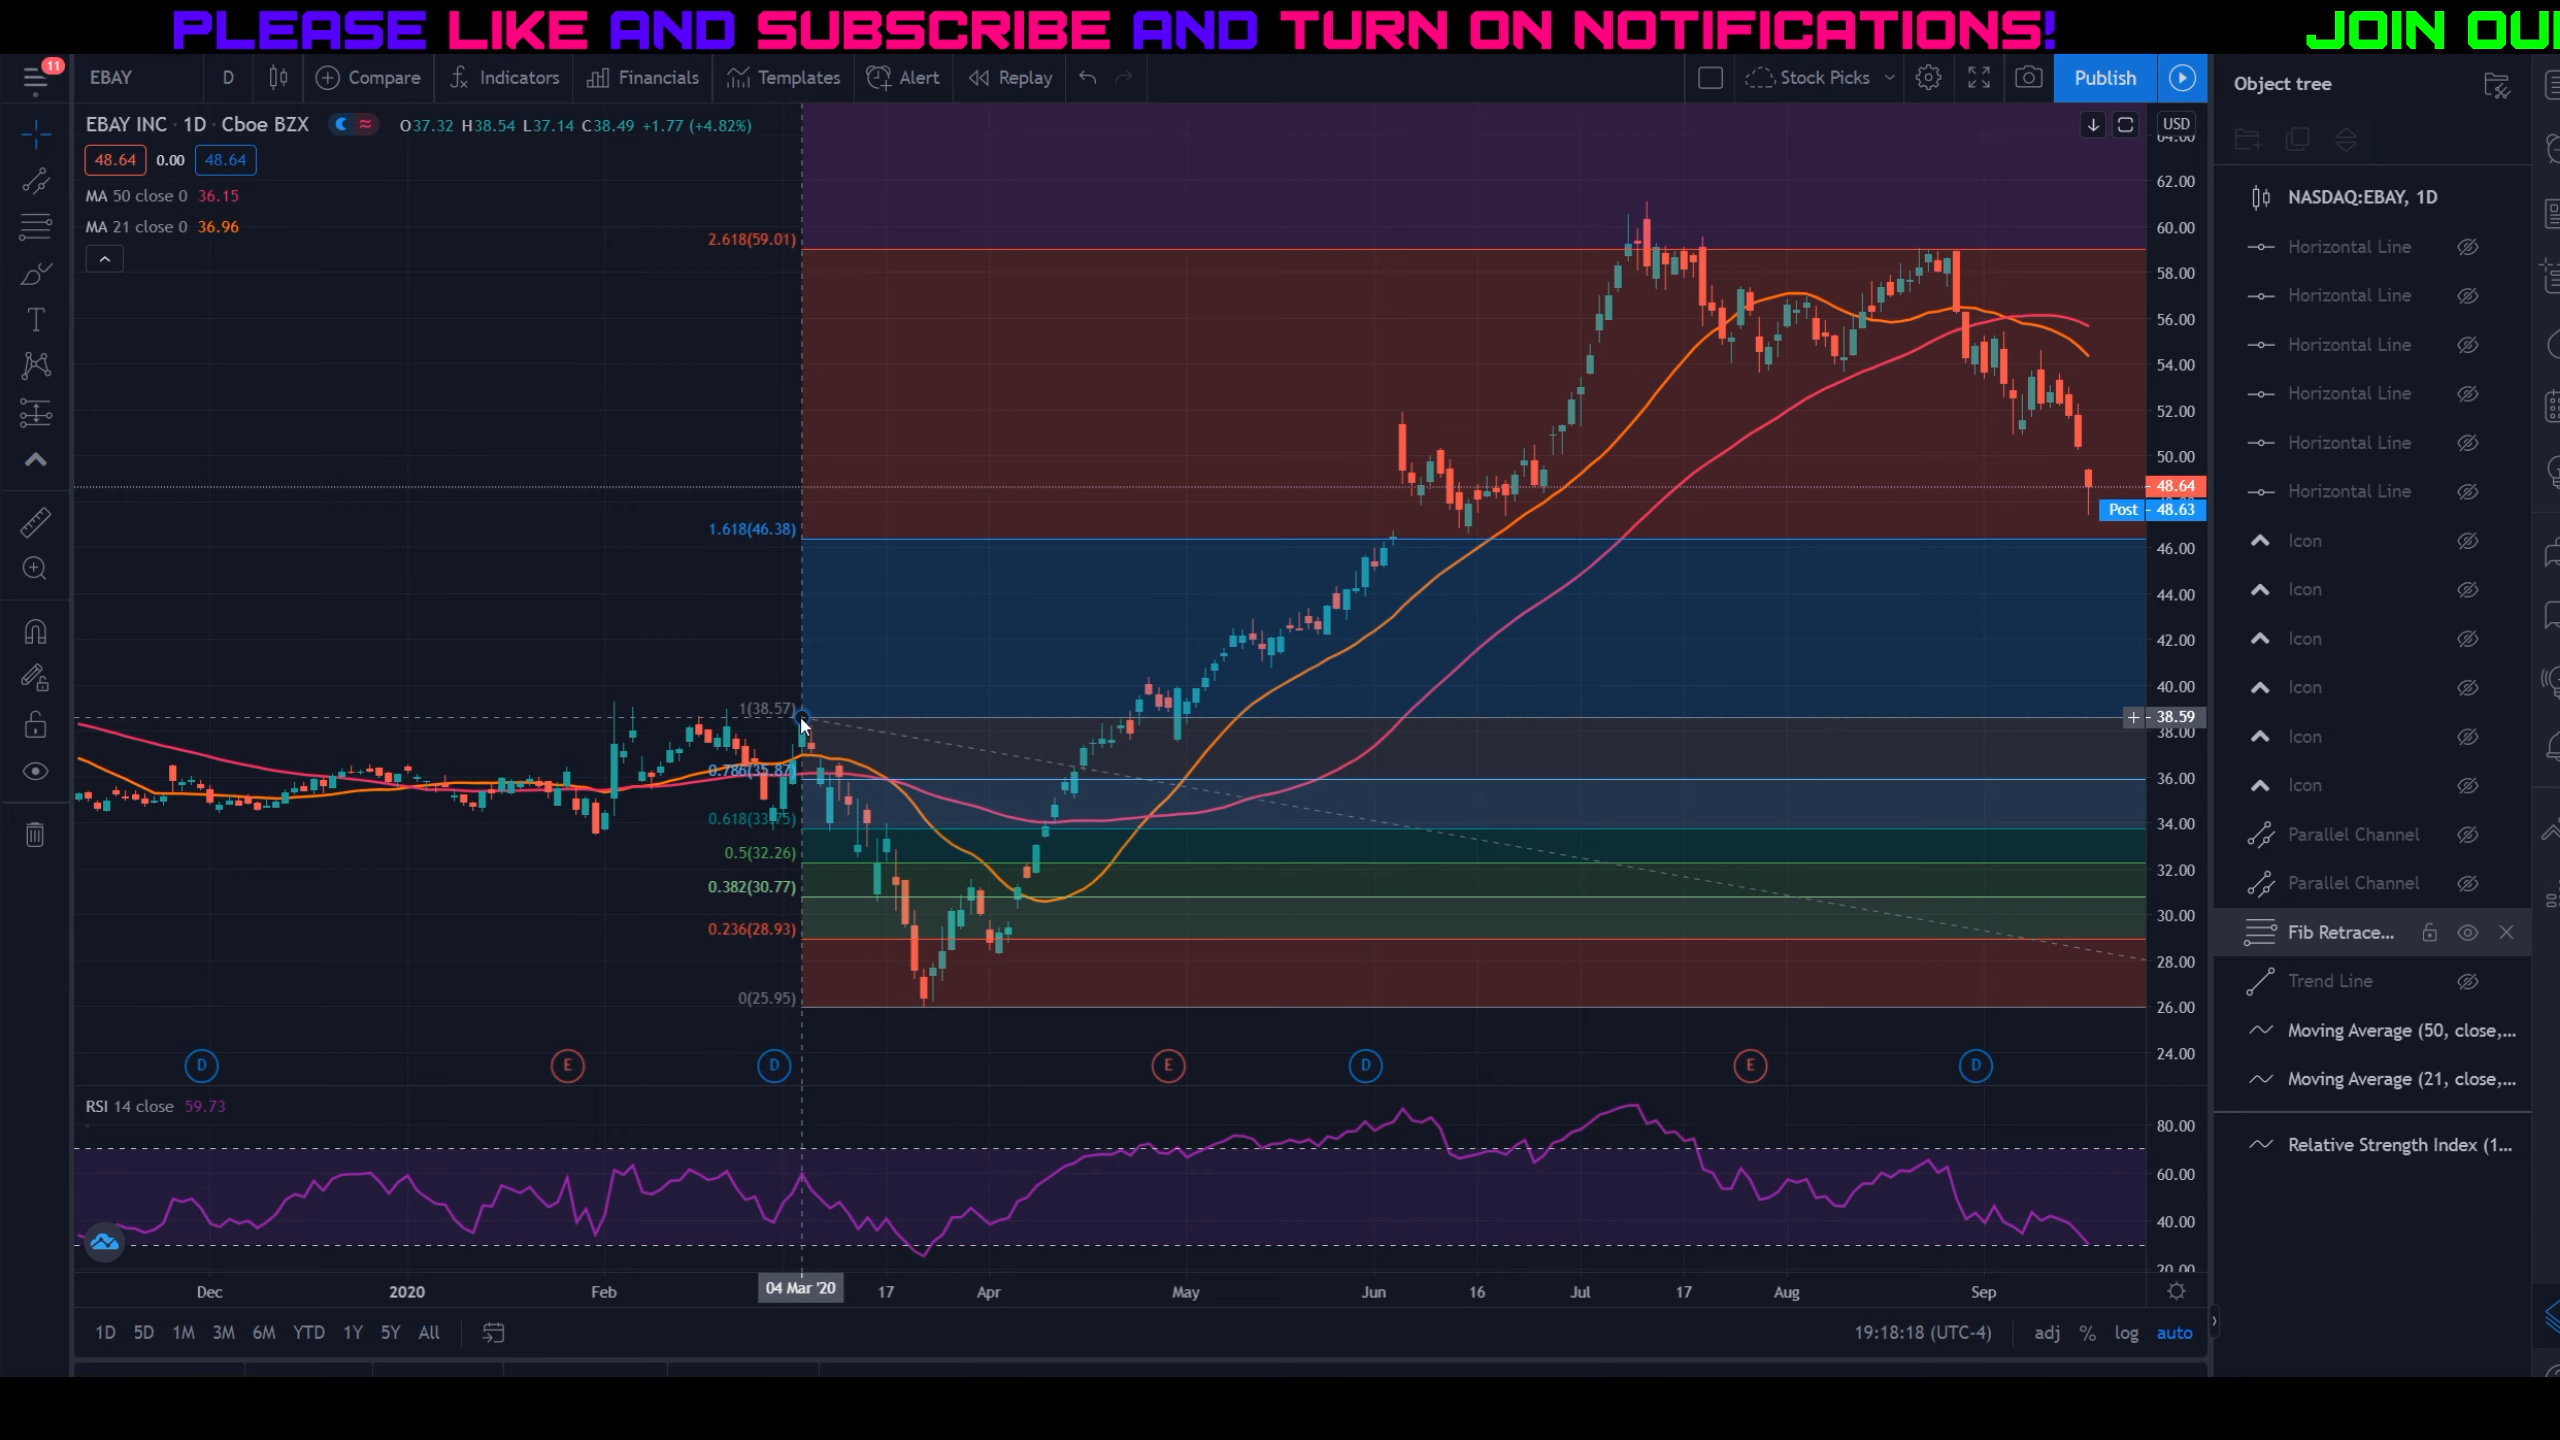 PLEASE LIKE AND SUBSCRIBE AND TURN ON NOTIFICATIONS! JOIN OU
11 EBAY D Compare Indicators Financials Templates Alert Replay Stock Picks Publish
Object tree
EBAY INC · 1D · Cboe BZX O37.32 H38.54 L37.14 C38.49 +1.77 (+4.82%)
USD
64.00
48.64 0.00 48.64
MA 50 close 0 36.15
MA 21 close 0 36.96
62.00
60.00
2.618(59.01)
58.00
56.00
54.00
52.00
50.00
48.64
Post 48.63
1.618(46.38)
46.00
44.00
42.00
40.00
1(38.57)
38.59
38.00
0.786(35.87)
36.00
0.618(33.75)
34.00
0.5(32.26)
32.00
0.382(30.77)
30.00
0.236(28.93)
28.00
0(25.95)
26.00
24.00
D E D E D E D
RSI 14 close 59.73
80.00
60.00
40.00
20.00
Dec 2020 Feb 04 Mar '20 17 Apr May Jun 16 Jul 17 Aug Sep
1D 5D 1M 3M 6M YTD 1Y 5Y All 19:18:18 (UTC-4) adj % log auto
NASDAQ:EBAY, 1D
Horizontal Line
Horizontal Line
Horizontal Line
Horizontal Line
Horizontal Line
Horizontal Line
Icon
Icon
Icon
Icon
Icon
Icon
Parallel Channel
Parallel Channel
Fib Retrace...
Trend Line
Moving Average (50, close,...
Moving Average (21, close,...
Relative Strength Index (1...